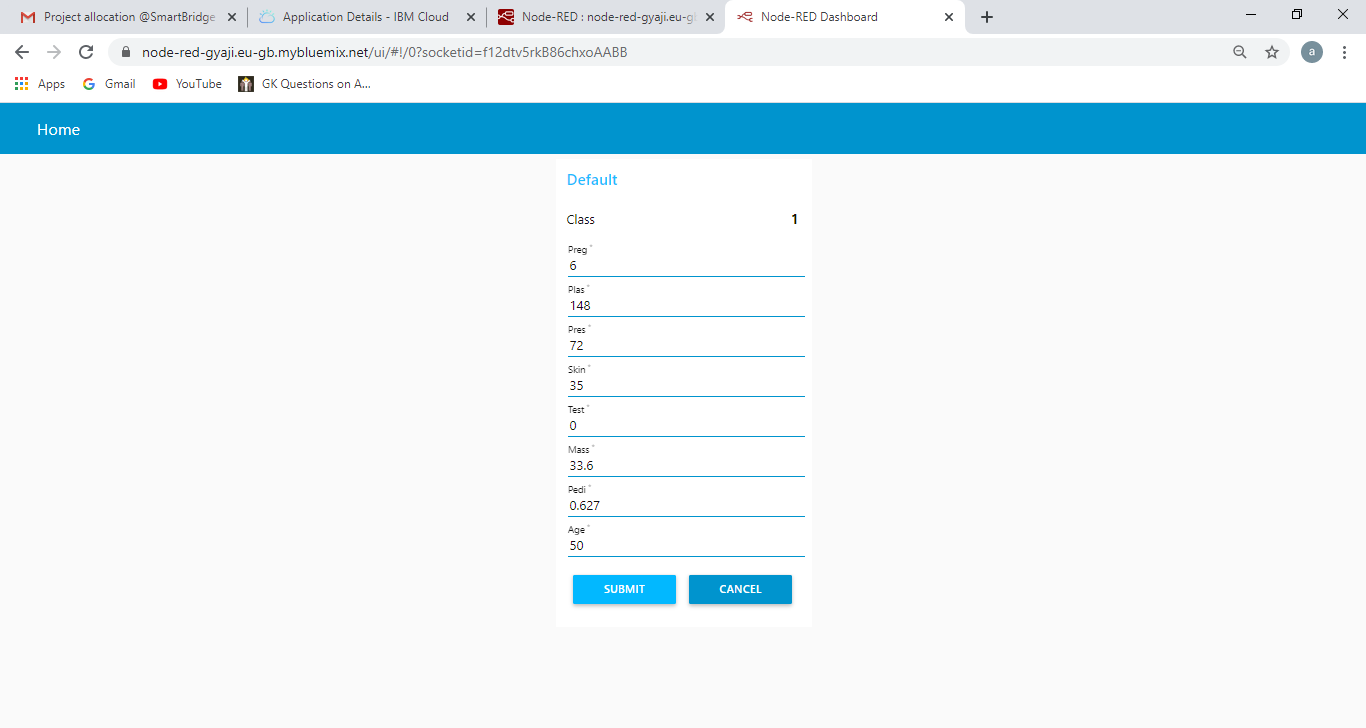 Project allocation @SmartBridge
Application Details - IBM Cloud
Node-RED : node-red-gyaji.eu-g
Node-RED Dashboard
node-red-gyaji.eu-gb.mybluemix.net/ui/#!/0?socketid=f12dtv5rkB86chxoAABB
a
Apps
Gmail
YouTube
GK Questions on A...
Home
Default
Class 1
Preg *
6
Plas *
148
Pres *
72
Skin *
35
Test *
0
Mass *
33.6
Pedi *
0.627
Age *
50
SUBMIT CANCEL